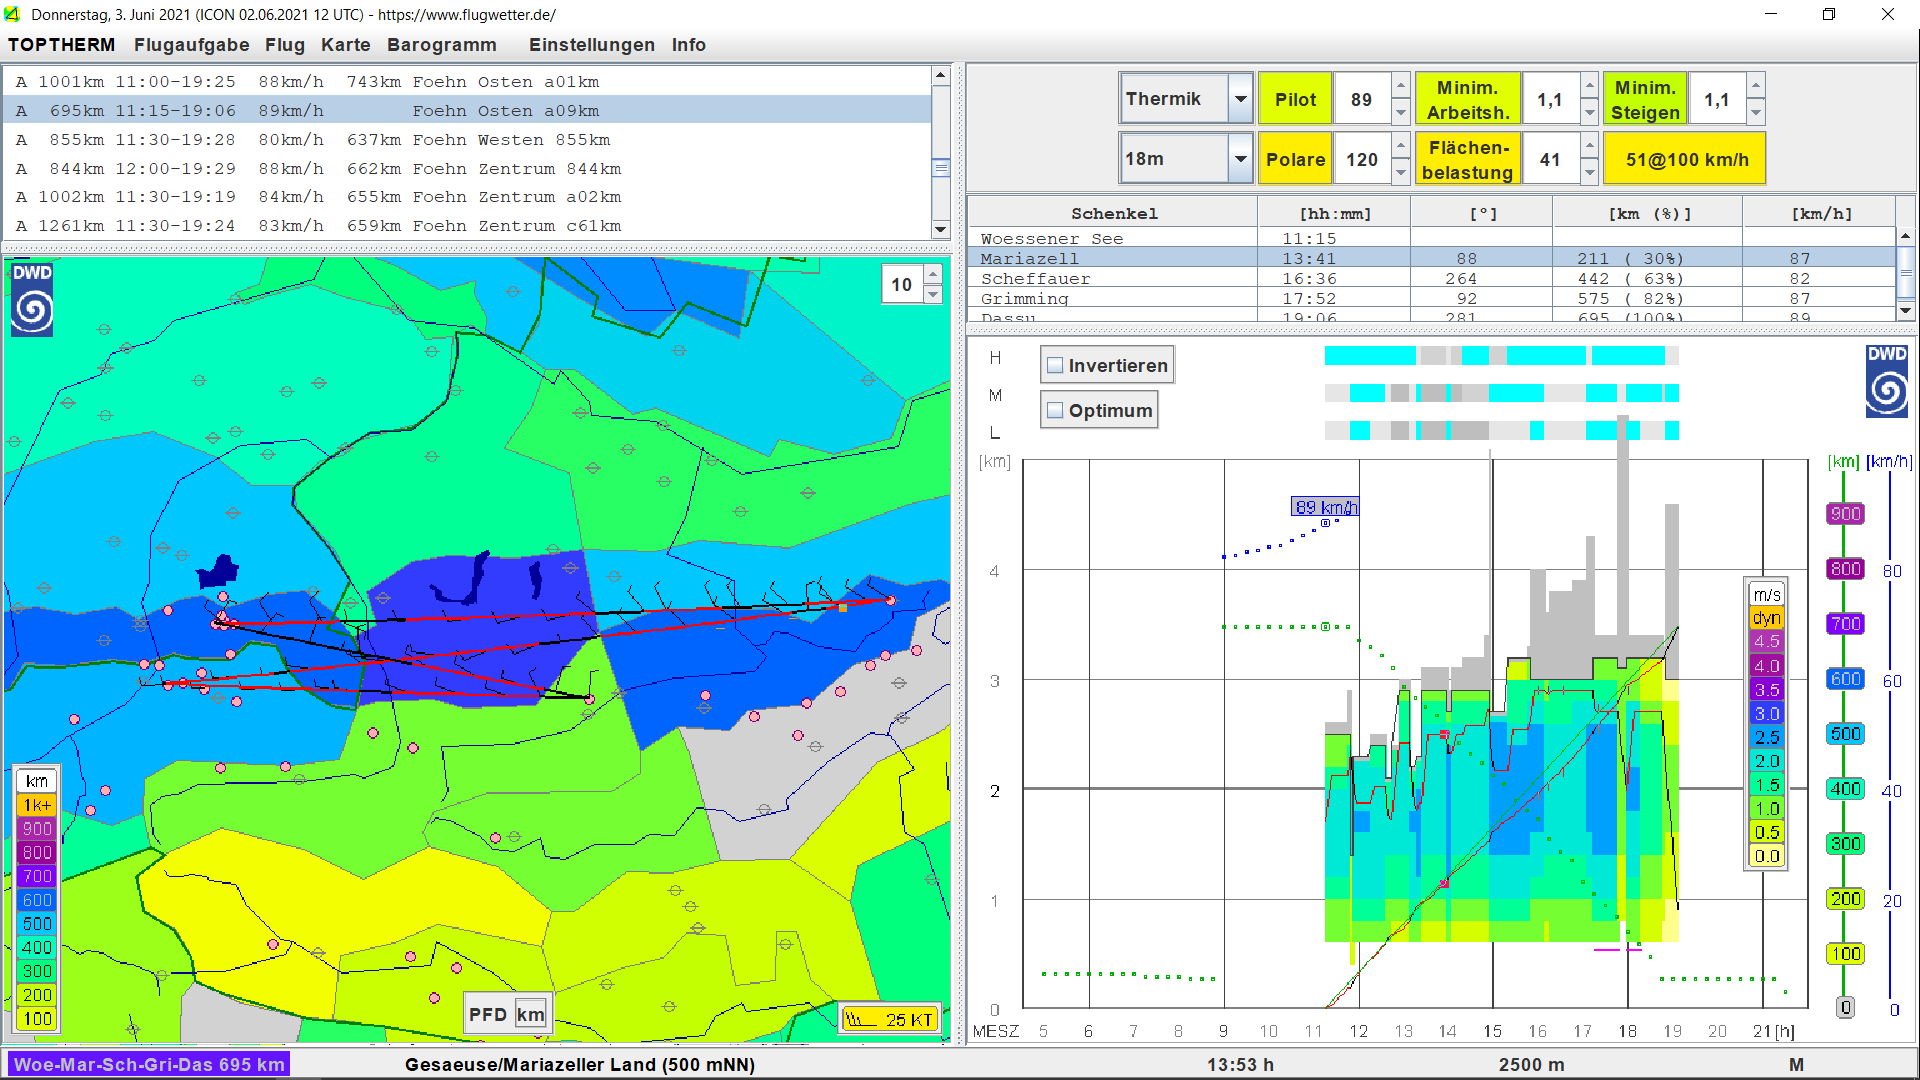 Donnerstag, 3. Juni 2021 (ICON 02.06.2021 12 UTC) - https://www.flugwetter.de/
TOPTHERM Flugaufgabe Flug Karte Barogramm Einstellungen Info
A 1001km 11:00-19:25 88km/h 743km Foehn Osten a01km
A 695km 11:15-19:06 89km/h Foehn Osten a09km
A 855km 11:30-19:28 80km/h 637km Foehn Westen 855km
A 844km 12:00-19:29 88km/h 662km Foehn Zentrum 844km
A 1002km 11:30-19:19 84km/h 655km Foehn Zentrum a02km
A 1261km 11:30-19:24 83km/h 659km Foehn Zentrum c61km
Thermik Pilot 89 Minim. Arbeitsh. 1,1 Minim. Steigen 1,1
18m Polare 120 Flächen- belastung 41 51@100 km/h
Schenkel [hh:mm] [°] [km (%)] [km/h]
Woessener See 11:15
Mariazell 13:41 88 211 ( 30%) 87
Scheffauer 16:36 264 442 ( 63%) 82
Grimming 17:52 92 575 ( 82%) 87
Dassu 19:06 281 695 (100%) 89
DWD
10
km
1k+
900
800
700
600
500
400
300
200
100
PFD km
25 KT
H
M
L
Invertieren
Optimum
DWD
[km]
[km] [km/h]
89 km/h
4
3
2
1
0
m/s
dyn
4.5
4.0
3.5
3.0
2.5
2.0
1.5
1.0
0.5
0.0
900
800
700
600
500
400
300
200
100
0
80
60
40
20
0
MESZ 5 6 7 8 9 10 11 12 13 14 15 16 17 18 19 20 21 [h]
Woe-Mar-Sch-Gri-Das 695 km
Gesaeuse/Mariazeller Land (500 mNN)
13:53 h
2500 m
M